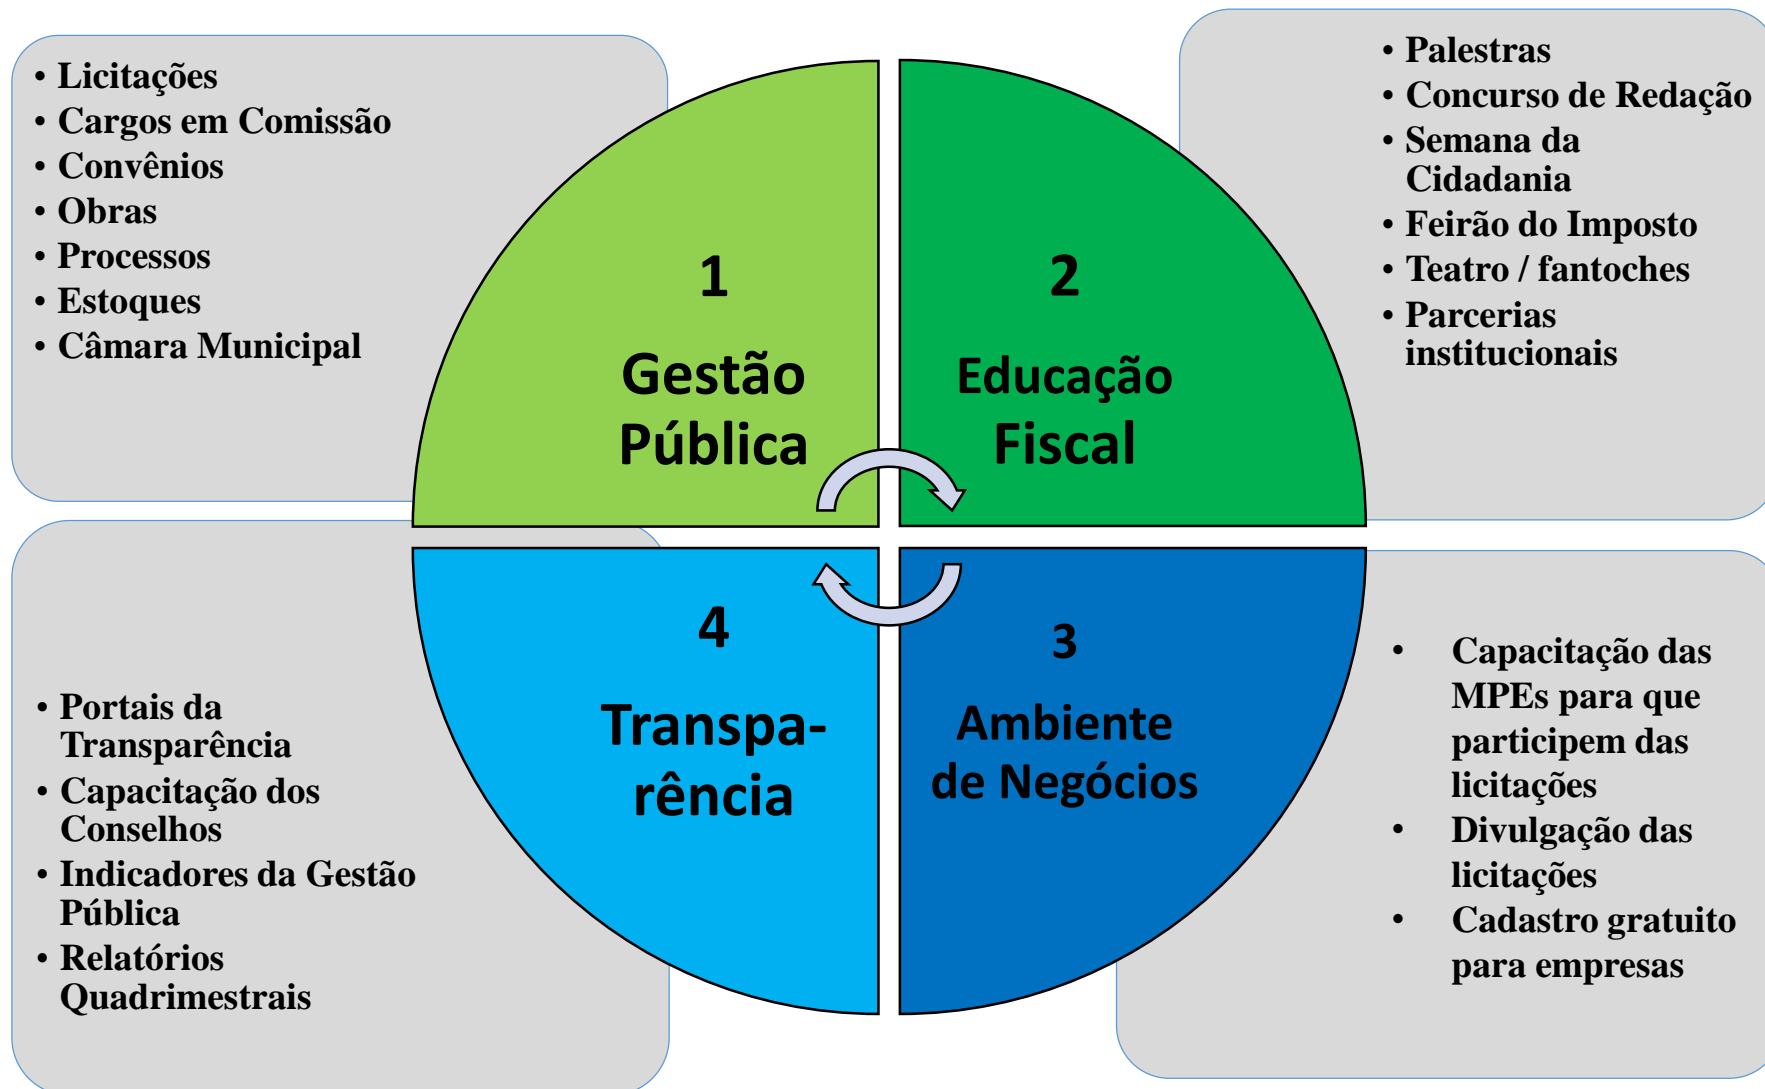 • Licitações
• Cargos em Comissão
• Convênios
• Obras
• Processos
• Estoques
• Câmara Municipal
1
Gestão
Pública
2
Educação
Fiscal
• Palestras
• Concurso de Redação
• Semana da
Cidadania
• Feirão do Imposto
• Teatro / fantoches
• Parcerias
institucionais
• Portais da
Transparência
• Capacitação dos
Conselhos
• Indicadores da Gestão
Pública
• Relatórios
Quadrimestrais
4
Transpa-
rência
3
Ambiente
de Negócios
• Capacitação das
MPEs para que
participem das
licitações
• Divulgação das
licitações
• Cadastro gratuito
para empresas